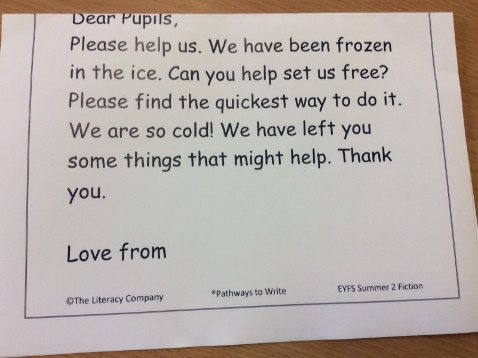 Dear Pupils,
Please help us. We have been frozen
in the ice. Can you help set us free?
Please find the quickest way to do it.
We are so cold! We have left you
some things that might help. Thank
you.
Love from
©The Literacy Company
*Pathways to Write
EYFS Summer 2 Fiction